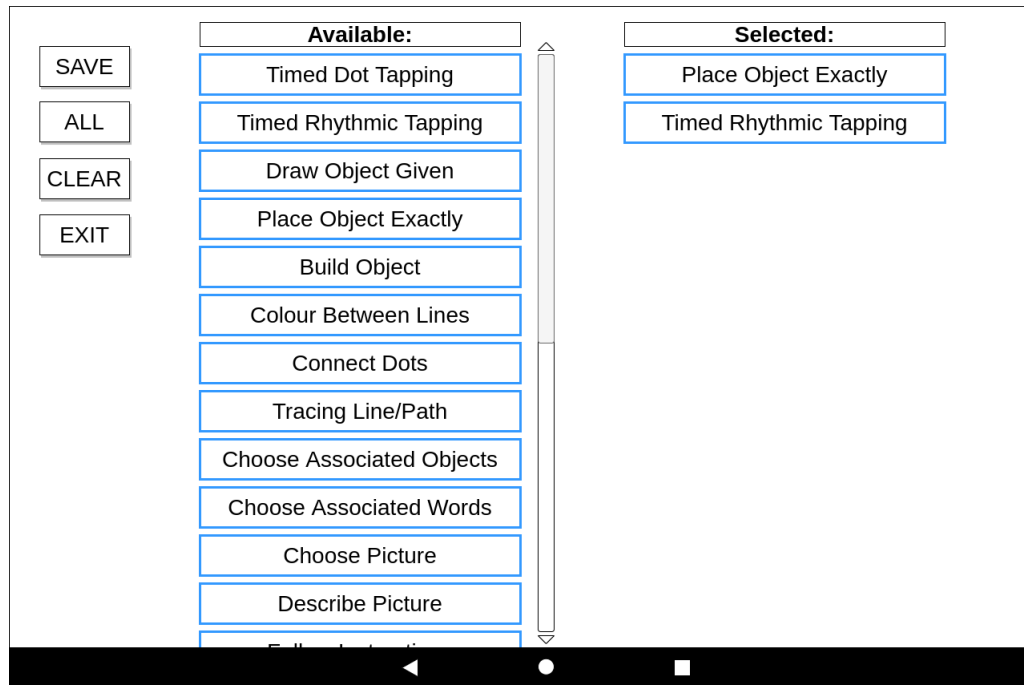 SAVE
ALL
CLEAR
EXIT
Available:
Timed Dot Tapping
Timed Rhythmic Tapping
Draw Object Given
Place Object Exactly
Build Object
Colour Between Lines
Connect Dots
Tracing Line/Path
Choose Associated Objects
Choose Associated Words
Choose Picture
Describe Picture
Selected:
Place Object Exactly
Timed Rhythmic Tapping